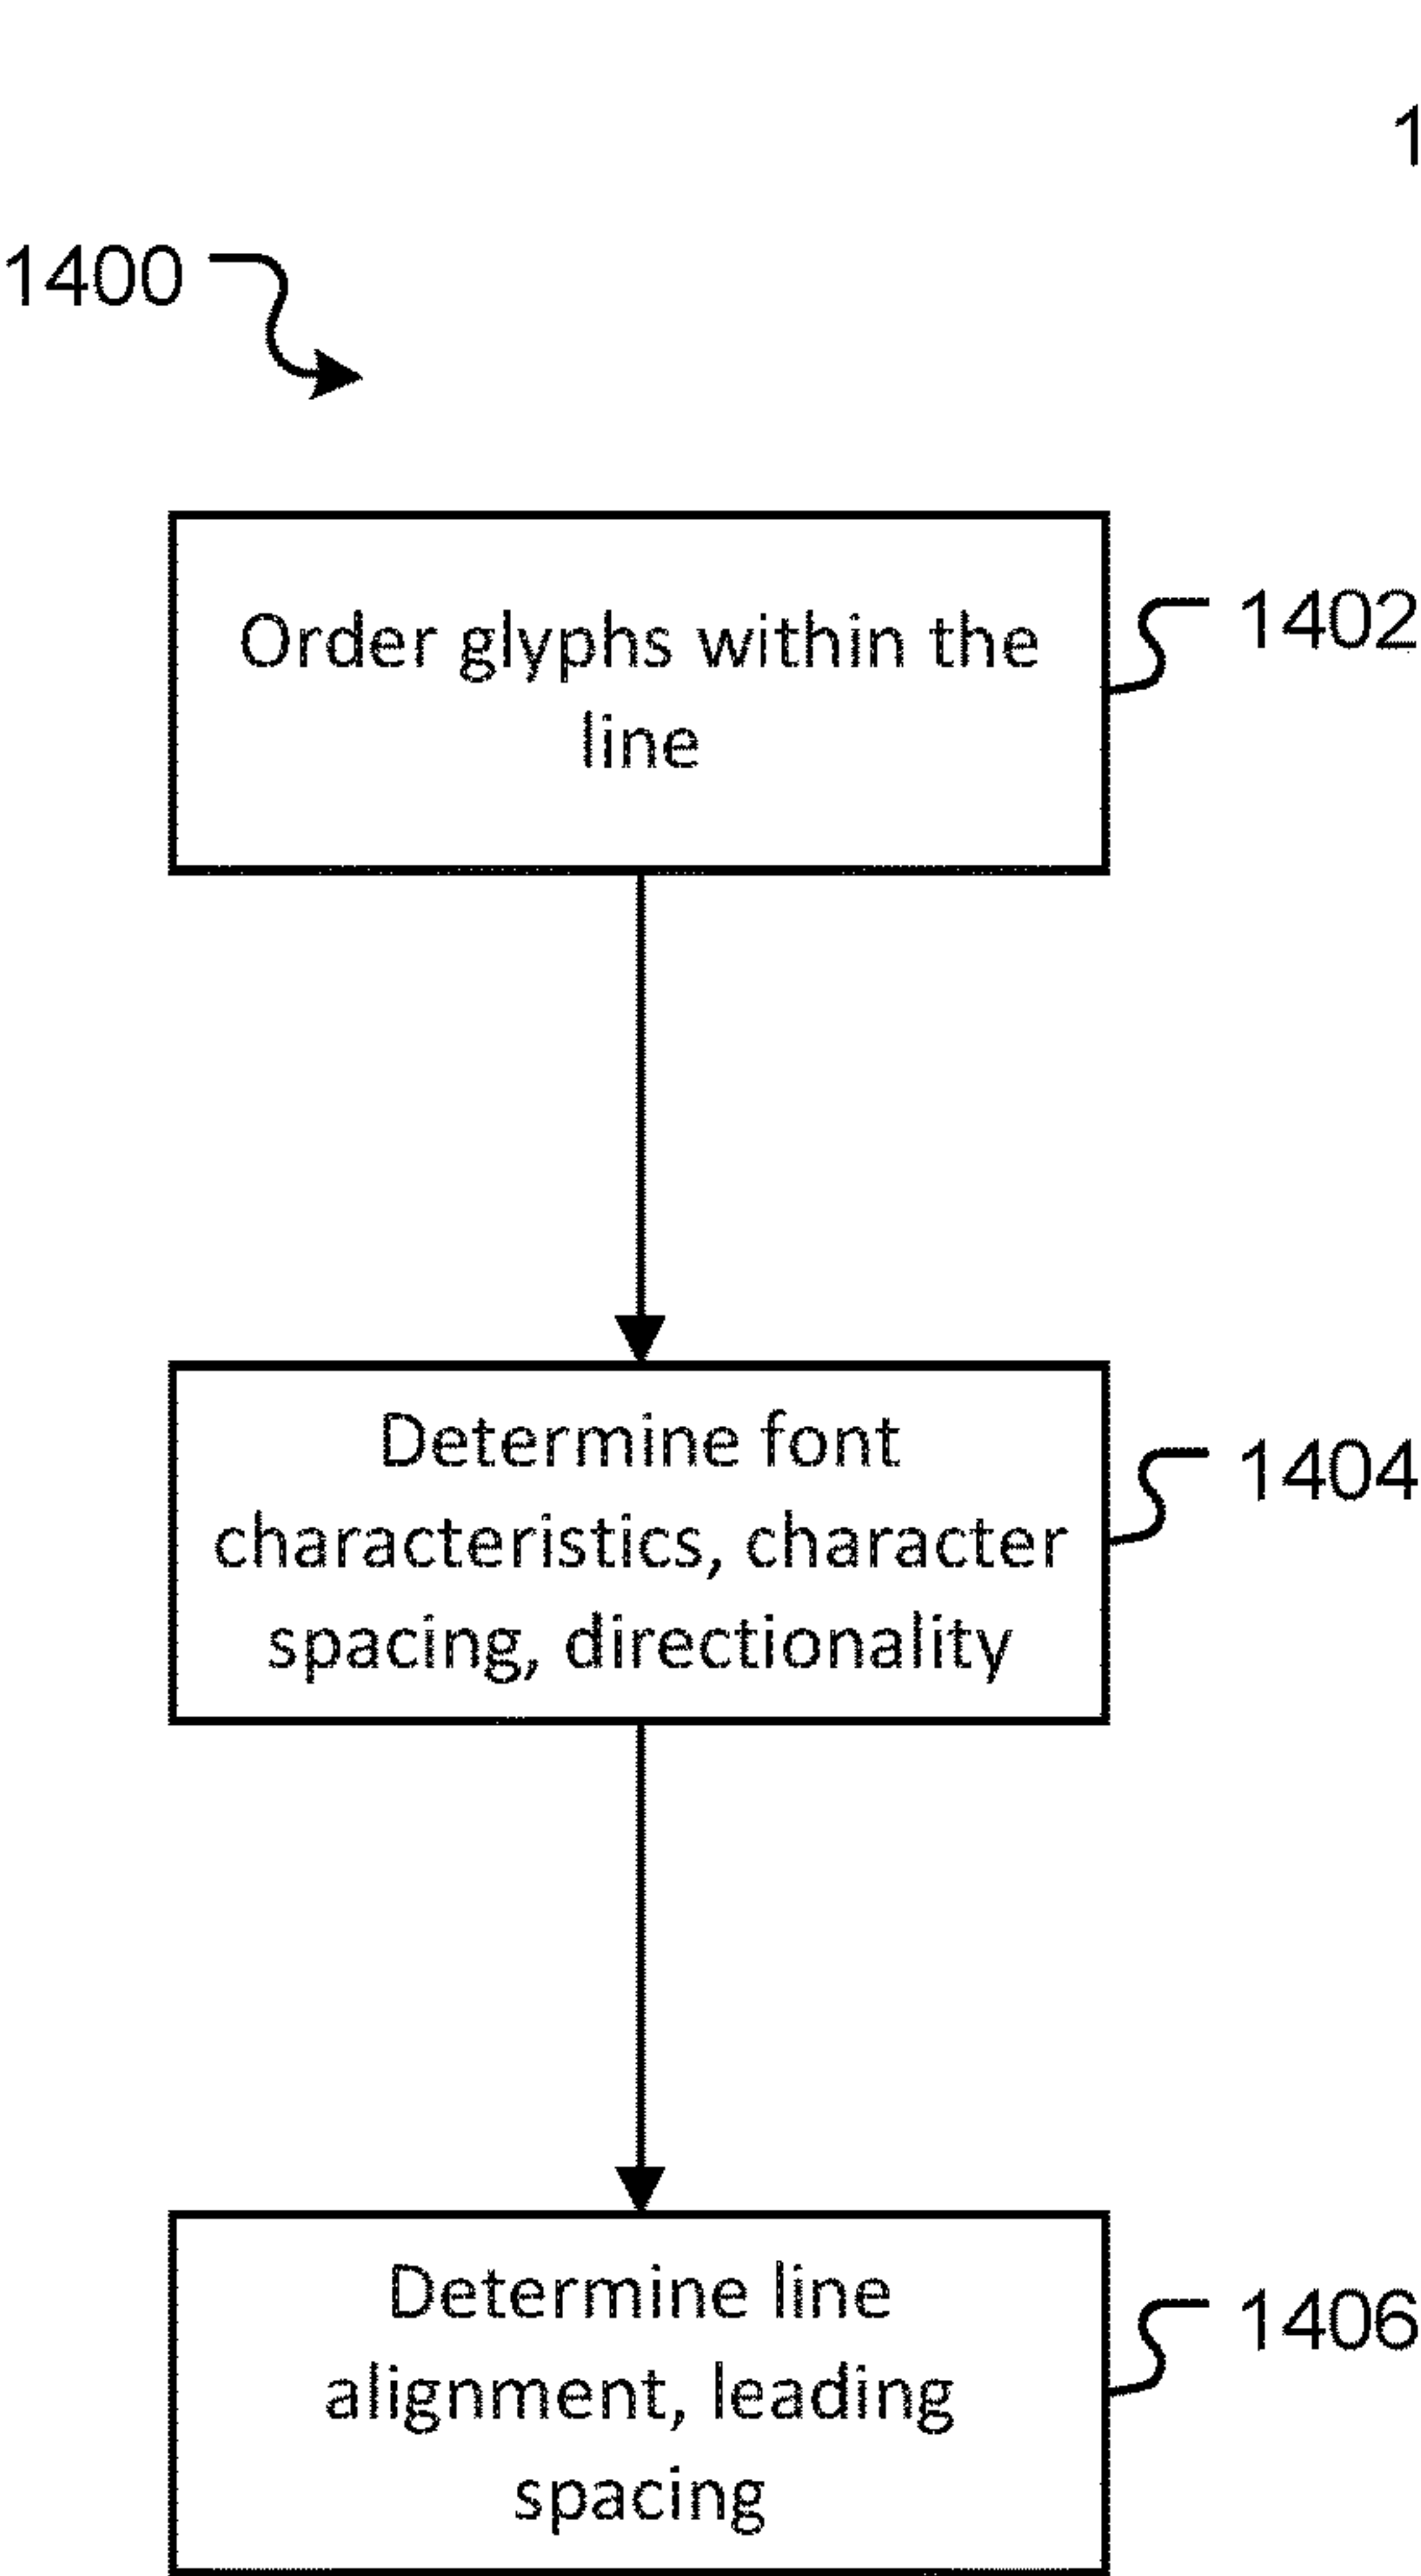 1
1400
Order glyphs within the
line
1402
Determine font
characteristics, character
spacing, directionality
1404
Determine line
alignment, leading
spacing
1406